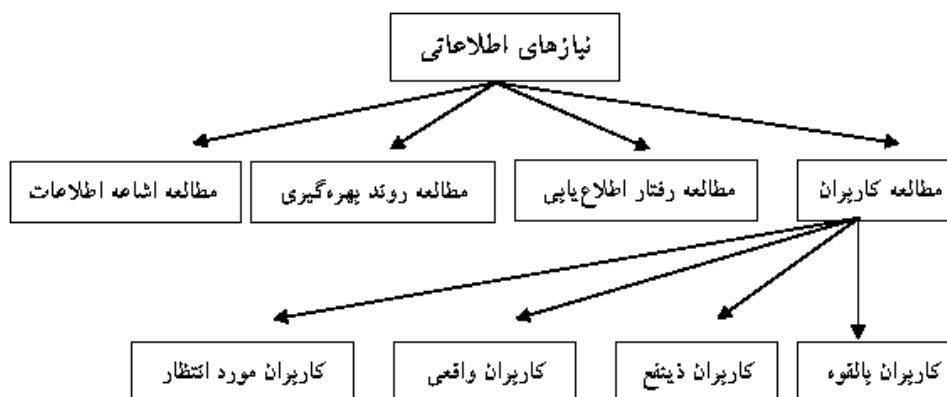 نیازهای اطلاعاتی
مطالعه کاربران
مطالعه رفتار اطلاع‌یابی
مطالعه روند بهره‌گیری
مطالعه اشاعه اطلاعات
کاربران بالقوه
کاربران ذینفع
کاربران واقعی
کاربران مورد انتظار